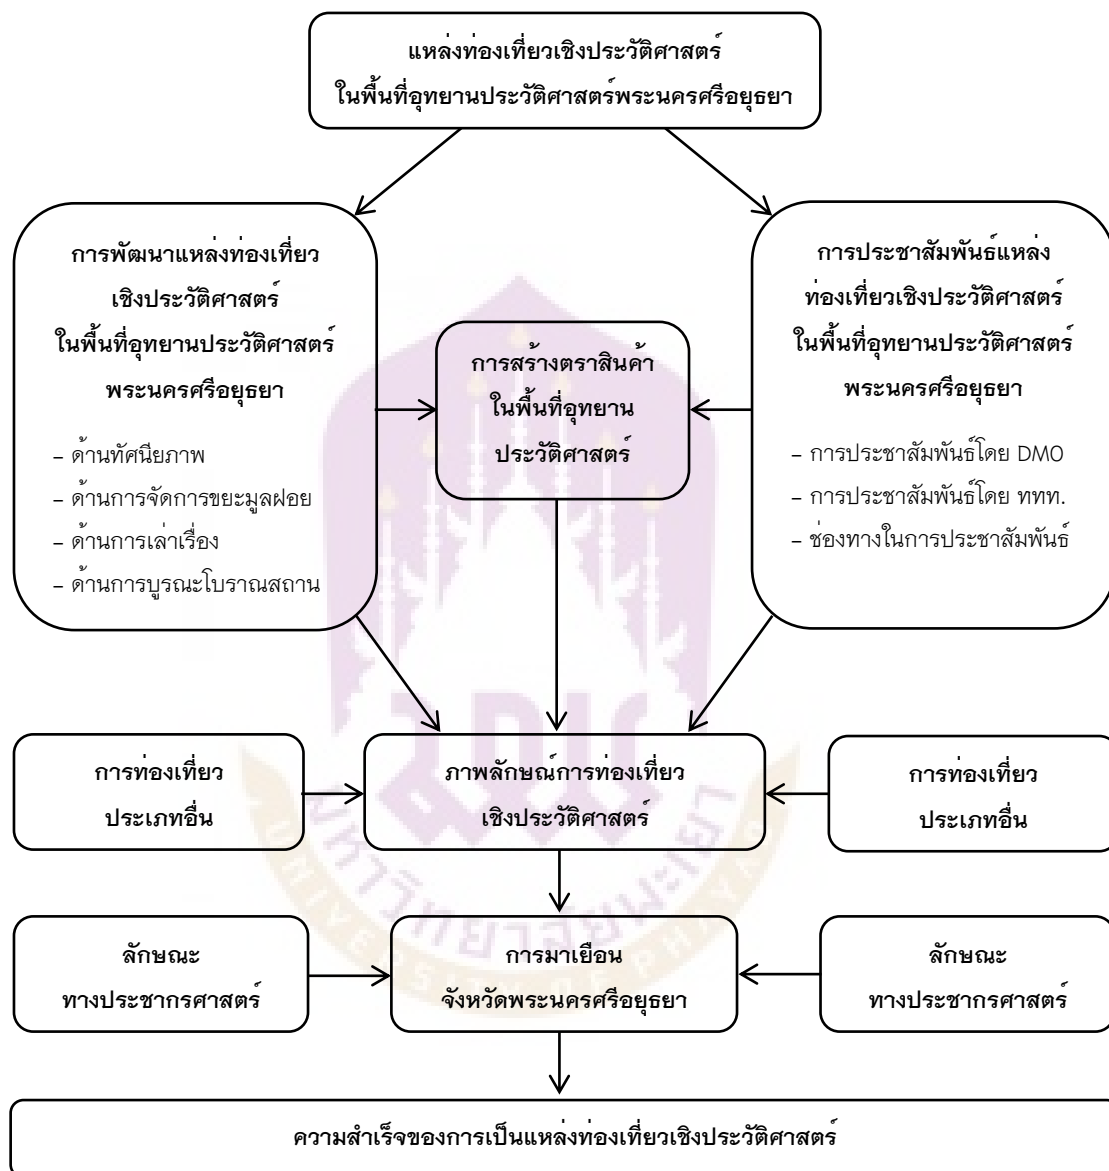 แหล่งท่องเที่ยวเชิงประวัติศาสตร์
ในพื้นที่อุทยานประวัติศาสตร์พระนครศรีอยุธยา
การพัฒนาแหล่งท่องเที่ยว
เชิงประวัติศาสตร์
ในพื้นที่อุทยานประวัติศาสตร์
พระนครศรีอยุธยา
- ด้านทัศนียภาพ
- ด้านการจัดการขยะมูลฝอย
- ด้านการเล่าเรื่อง
- ด้านการบูรณะโบราณสถาน
การสร้างตราสินค้า
ในพื้นที่อุทยาน
ประวัติศาสตร์
การประชาสัมพันธ์แหล่ง
ท่องเที่ยวเชิงประวัติศาสตร์
ในพื้นที่อุทยานประวัติศาสตร์
พระนครศรีอยุธยา
- การประชาสัมพันธ์โดย DMO
- การประชาสัมพันธ์โดย ททท.
- ช่องทางในการประชาสัมพันธ์
การท่องเที่ยว
ประเภทอื่น
ภาพลักษณ์การท่องเที่ยว
เชิงประวัติศาสตร์
การท่องเที่ยว
ประเภทอื่น
ลักษณะ
ทางประชากรศาสตร์
การมาเยือน
จังหวัดพระนครศรีอยุธยา
ลักษณะ
ทางประชากรศาสตร์
ความสำเร็จของการเป็นแหล่งท่องเที่ยวเชิงประวัติศาสตร์
มหาวิทยาลัยพะเยา
UNIVERSITY OF PHAYAO